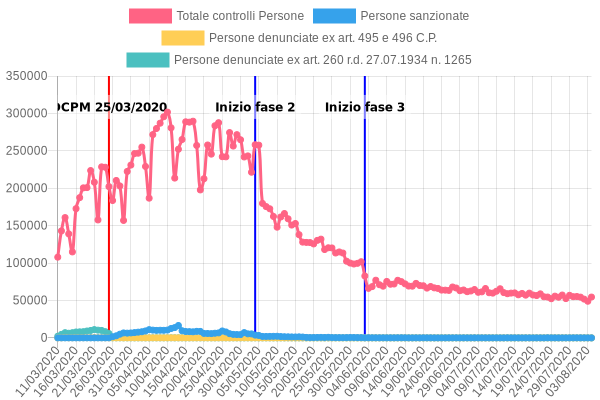 Totale controlli Persone Persone sanzionate
Persone denunciate ex art. 495 e 496 C.P.
Persone denunciate ex art. 260 r.d. 27.07.1934 n. 1265
350000
300000
250000
200000
150000
100000
50000
0
DCPM 25/03/2020 Inizio fase 2 Inizio fase 3
11/03/2020 16/03/2020 21/03/2020 26/03/2020 31/03/2020 05/04/2020 10/04/2020 15/04/2020 20/04/2020 25/04/2020 30/04/2020 05/05/2020 10/05/2020 15/05/2020 20/05/2020 25/05/2020 30/05/2020 04/06/2020 09/06/2020 14/06/2020 19/06/2020 24/06/2020 29/06/2020 04/07/2020 09/07/2020 14/07/2020 19/07/2020 24/07/2020 29/07/2020 03/08/2020